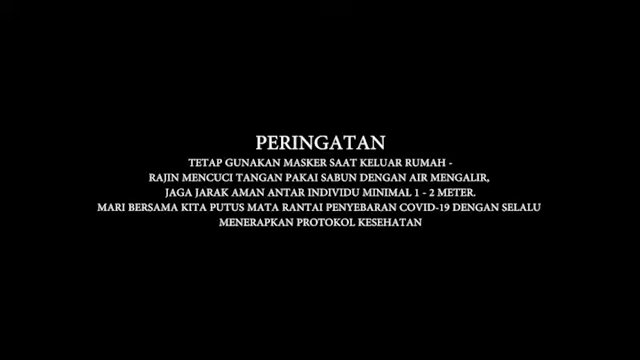 PERINGATAN
TETAP GUNAKAN MASKER SAAT KELUAR RUMAH -
RAJIN MENCUCI TANGAN PAKAI SABUN DENGAN AIR MENGALIR,
JAGA JARAK AMAN ANTAR INDIVIDU MINIMAL 1 - 2 METER.
MARI BERSAMA KITA PUTUS MATA RANTAI PENYEBARAN COVID-19 DENGAN SELALU
MENERAPKAN PROTOKOL KESEHATAN